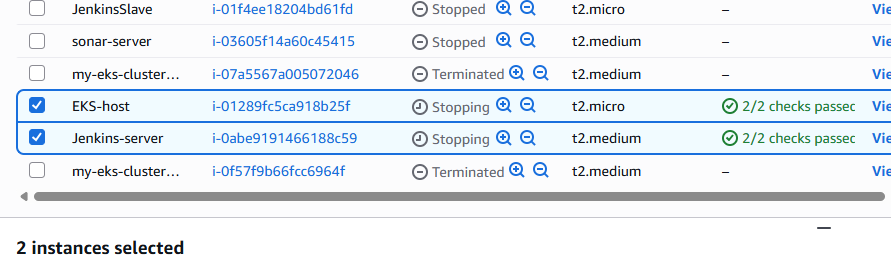 JenkinsSlave i-01f4ee18204bd61fd Stopped t2.micro – Vie
sonar-server i-03605f14a60c45415 Stopped t2.medium – Vie
my-eks-cluster... i-07a5567a005072046 Terminated t2.medium – Vie
EKS-host i-01289fc5ca918b25f Stopping t2.micro 2/2 checks passec Vie
Jenkins-server i-0abe9191466188c59 Stopping t2.medium 2/2 checks passec Vie
my-eks-cluster... i-0f57f9b66fcc6964f Terminated t2.medium – Vie
2 instances selected